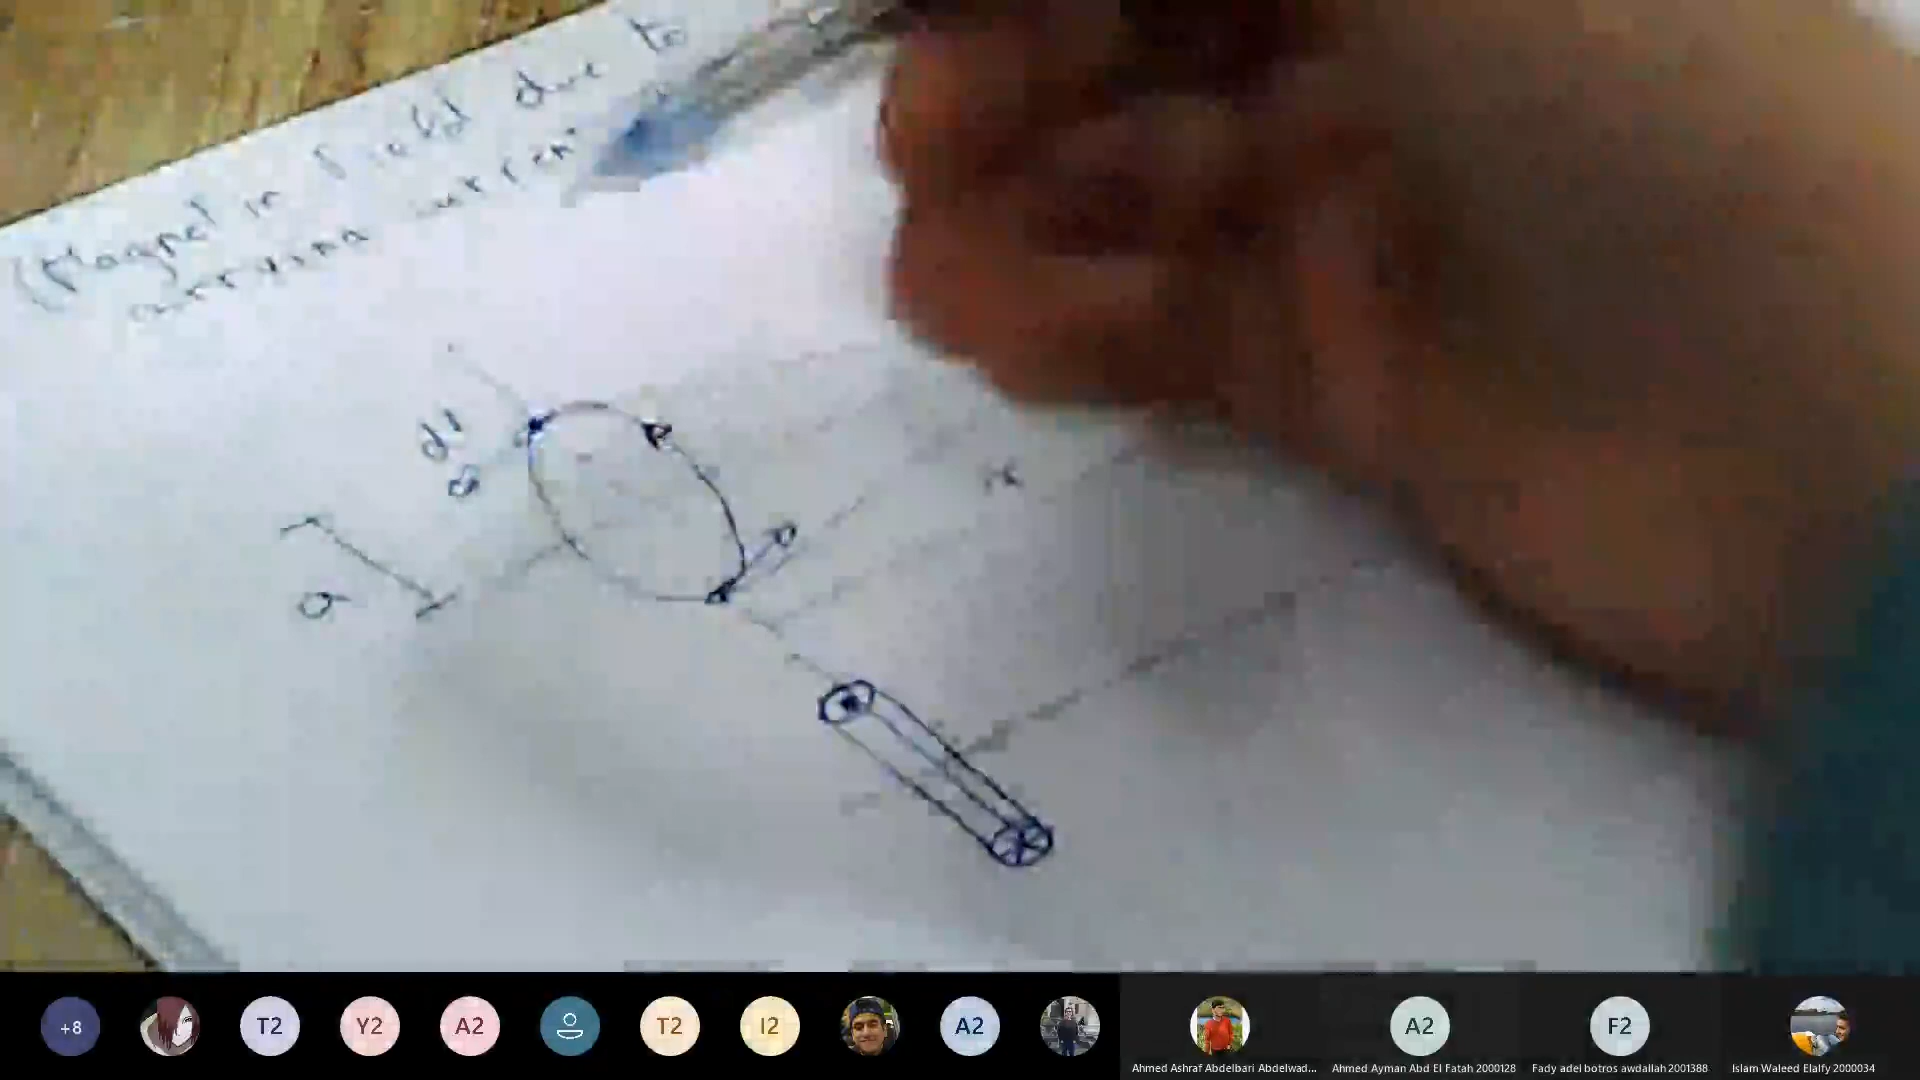 (Magnet in field due to
current
dl
a
+8
T2
Y2
A2
T2
I2
A2
A2
F2
Ahmed Ashraf Abdelbari Abdelwad...
Ahmed Ayman Abd El Fatah 2000128
Fady adel botros awdallah 2001388
Islam Waleed Elalfy 2000034